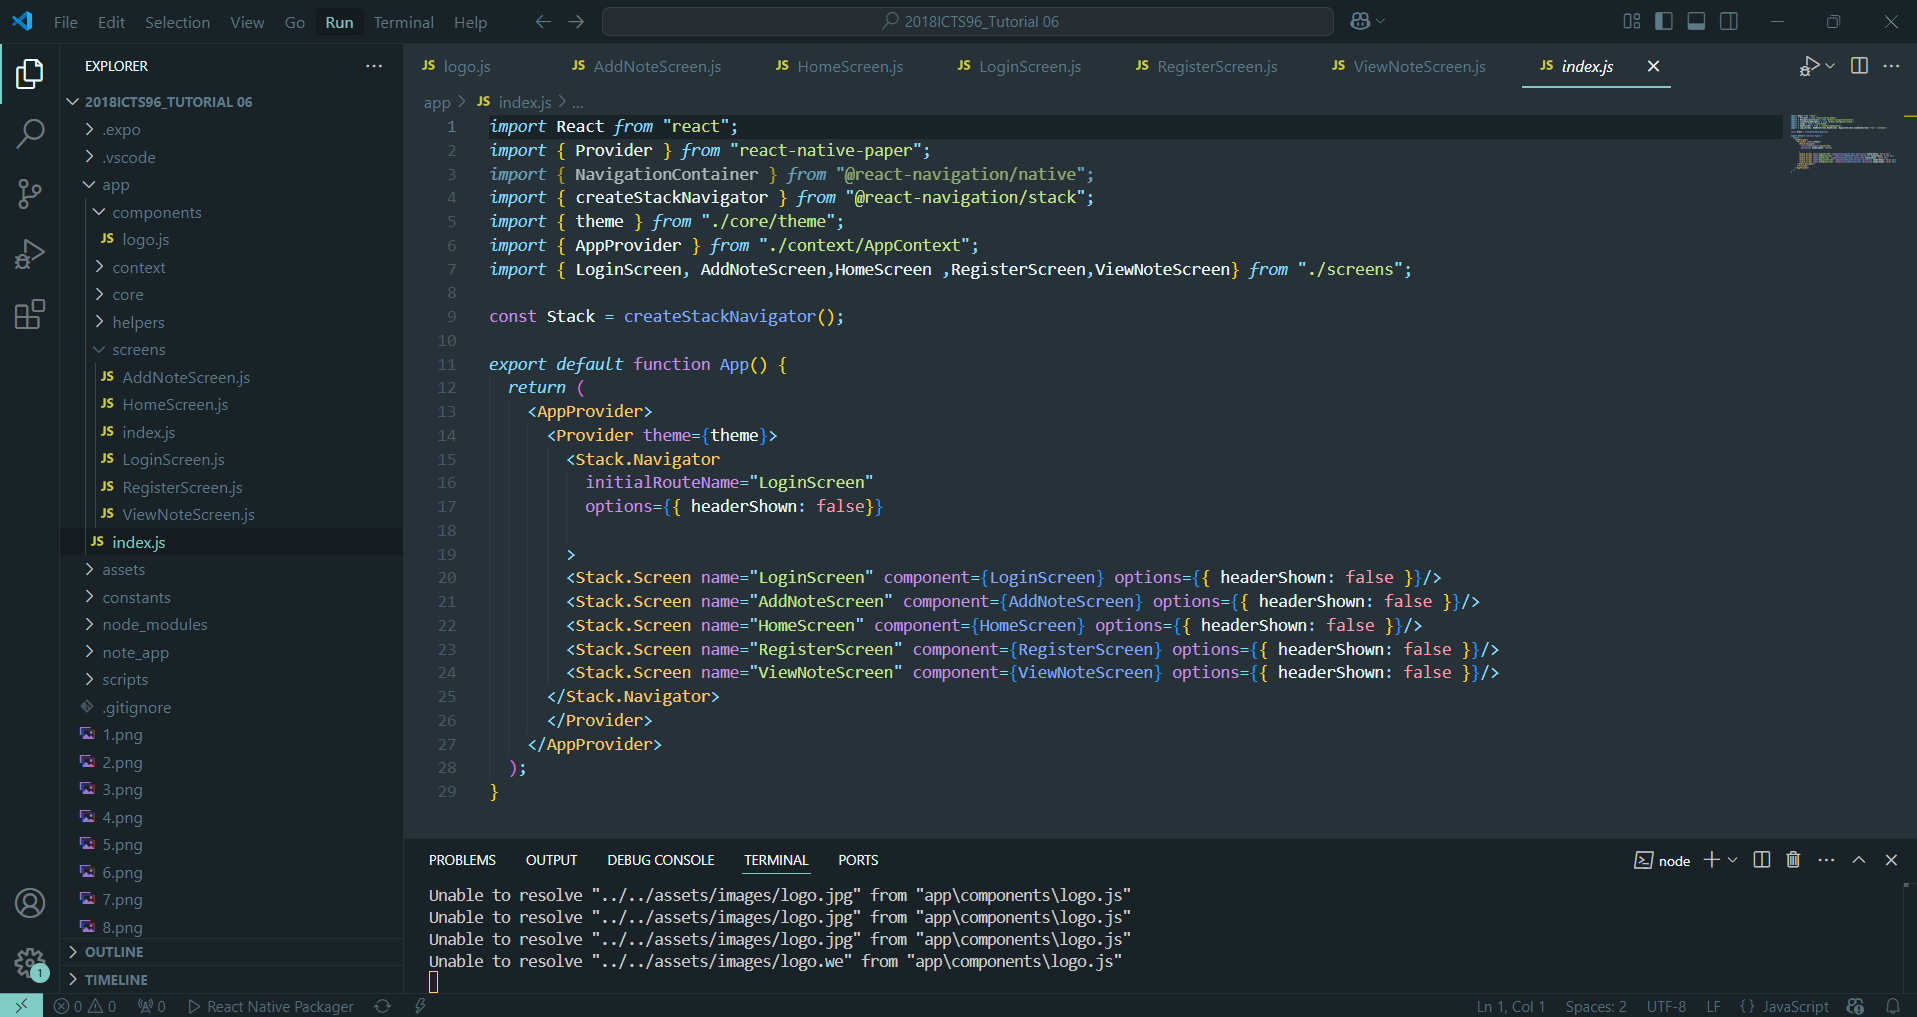 File Edit Selection View Go Run Terminal Help
2018ICTS96_Tutorial 06
EXPLORER
2018ICTS96_TUTORIAL 06
.expo
.vscode
app
components
JS logo.js
context
core
helpers
screens
JS AddNoteScreen.js
JS HomeScreen.js
JS index.js
JS LoginScreen.js
JS RegisterScreen.js
JS ViewNoteScreen.js
JS index.js
assets
constants
node_modules
note_app
scripts
.gitignore
1.png
2.png
3.png
4.png
5.png
6.png
7.png
8.png
OUTLINE
TIMELINE
1
JS logo.js JS AddNoteScreen.js JS HomeScreen.js JS LoginScreen.js JS RegisterScreen.js JS ViewNoteScreen.js JS index.js
app > JS index.js > ...
1 import React from "react";
2 import { Provider } from "react-native-paper";
3 import { NavigationContainer } from "@react-navigation/native";
4 import { createStackNavigator } from "@react-navigation/stack";
5 import { theme } from "./core/theme";
6 import { AppProvider } from "./context/AppContext";
7 import { LoginScreen, AddNoteScreen,HomeScreen ,RegisterScreen,ViewNoteScreen} from "./screens";
8
9 const Stack = createStackNavigator();
10
11 export default function App() {
12 return (
13 <AppProvider>
14 <Provider theme={theme}>
15 <Stack.Navigator
16 initialRouteName="LoginScreen"
17 options={{ headerShown: false}}
18
19 >
20 <Stack.Screen name="LoginScreen" component={LoginScreen} options={{ headerShown: false }}/>
21 <Stack.Screen name="AddNoteScreen" component={AddNoteScreen} options={{ headerShown: false }}/>
22 <Stack.Screen name="HomeScreen" component={HomeScreen} options={{ headerShown: false }}/>
23 <Stack.Screen name="RegisterScreen" component={RegisterScreen} options={{ headerShown: false }}/>
24 <Stack.Screen name="ViewNoteScreen" component={ViewNoteScreen} options={{ headerShown: false }}/>
25 </Stack.Navigator>
26 </Provider>
27 </AppProvider>
28 );
29 }
PROBLEMS OUTPUT DEBUG CONSOLE TERMINAL PORTS
node
Unable to resolve "../../assets/images/logo.jpg" from "app\components\logo.js"
Unable to resolve "../../assets/images/logo.jpg" from "app\components\logo.js"
Unable to resolve "../../assets/images/logo.jpg" from "app\components\logo.js"
Unable to resolve "../../assets/images/logo.we" from "app\components\logo.js"
0 0 0 React Native Packager Ln 1, Col 1 Spaces: 2 UTF-8 LF {} JavaScript